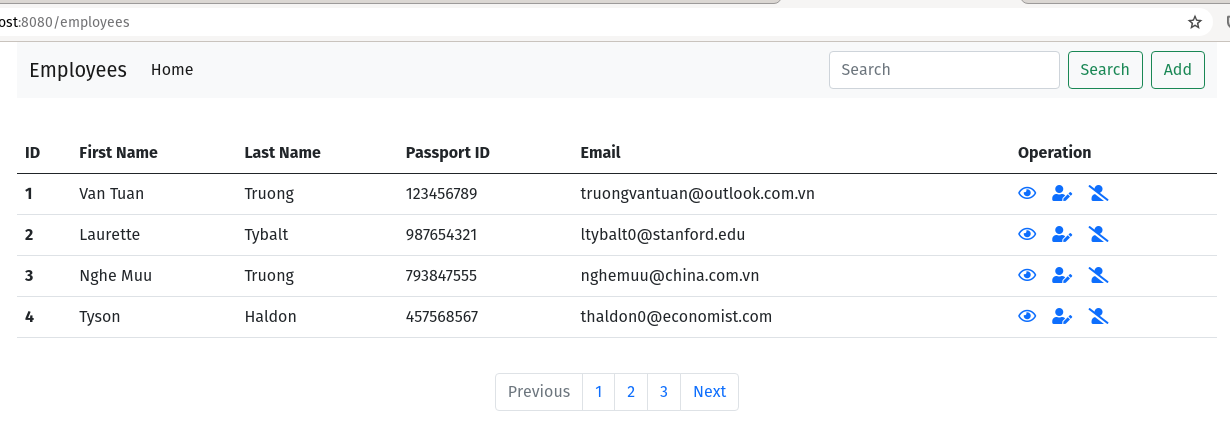 ost:8080/employees
Employees Home Search Search Add
ID First Name Last Name Passport ID Email Operation
1 Van Tuan Truong 123456789 truongvantuan@outlook.com.vn
2 Laurette Tybalt 987654321 ltybalt0@stanford.edu
3 Nghe Muu Truong 793847555 nghemuu@china.com.vn
4 Tyson Haldon 457568567 thaldon0@economist.com
Previous 1 2 3 Next